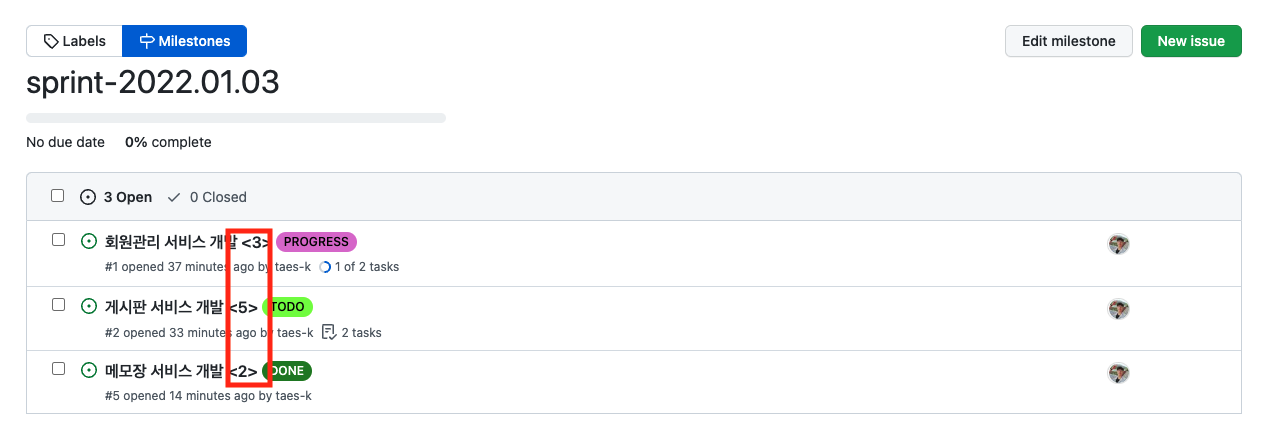 Labels Milestones Edit milestone New issue
sprint-2022.01.03
No due date 0% complete
3 Open 0 Closed
회원관리 서비스 개발 <3> PROGRESS
#1 opened 37 minutes ago by taes-k 1 of 2 tasks
게시판 서비스 개발 <5> TODO
#2 opened 33 minutes ago by taes-k 2 tasks
메모장 서비스 개발 <2> DONE
#5 opened 14 minutes ago by taes-k